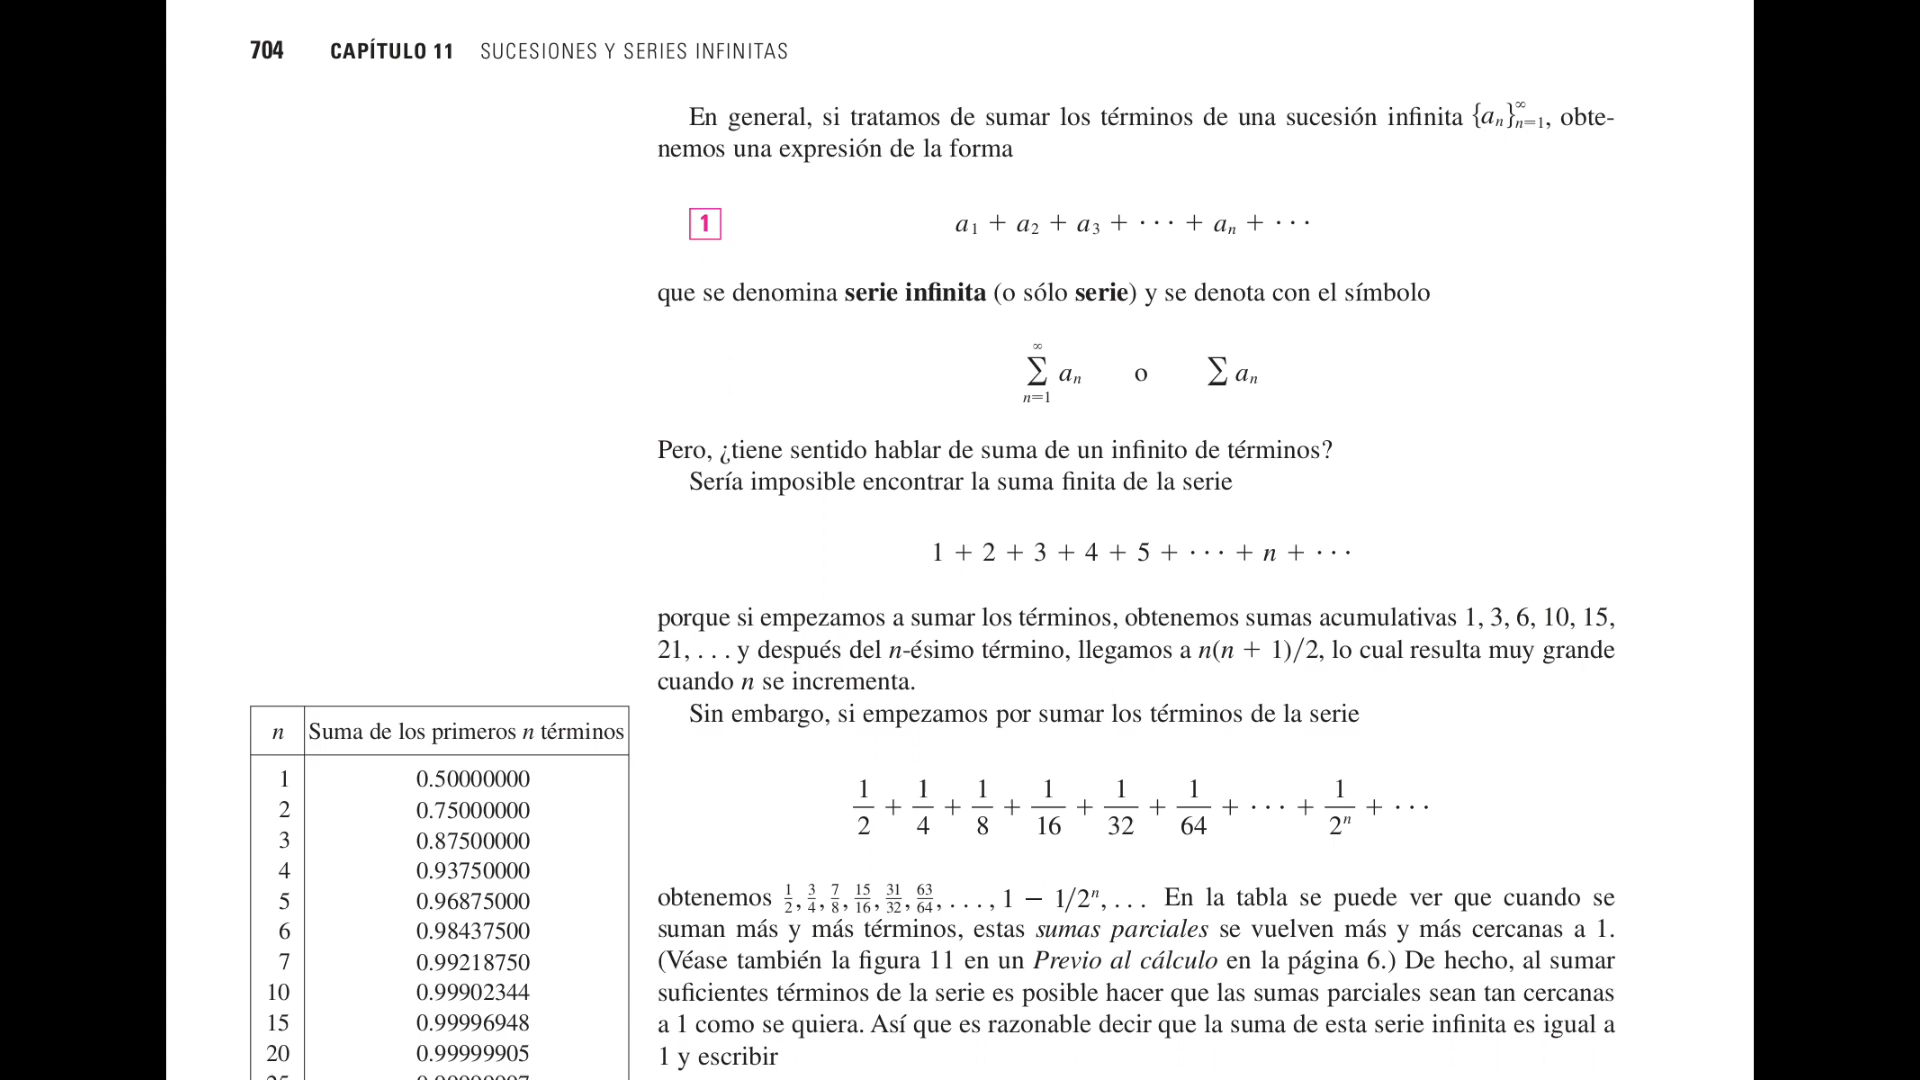 704 CAPÍTULO 11 SUCESIONES Y SERIES INFINITAS
En general, si tratamos de sumar los términos de una sucesión infinita {aₙ}∞ₙ₌₁, obte-
nemos una expresión de la forma
1 a₁ + a₂ + a₃ + · · · + aₙ + · · ·
que se denomina serie infinita (o sólo serie) y se denota con el símbolo
∞
∑ aₙ o ∑ aₙ
n=1
Pero, ¿tiene sentido hablar de suma de un infinito de términos?
Sería imposible encontrar la suma finita de la serie
1 + 2 + 3 + 4 + 5 + · · · + n + · · ·
porque si empezamos a sumar los términos, obtenemos sumas acumulativas 1, 3, 6, 10, 15,
21, . . . y después del n-ésimo término, llegamos a n(n + 1)/2, lo cual resulta muy grande
cuando n se incrementa.
Sin embargo, si empezamos por sumar los términos de la serie
1/2 + 1/4 + 1/8 + 1/16 + 1/32 + 1/64 + · · · + 1/2ⁿ + · · ·
obtenemos 1/2, 3/4, 7/8, 15/16, 31/32, 63/64, . . . , 1 − 1/2ⁿ, . . . En la tabla se puede ver que cuando se
suman más y más términos, estas sumas parciales se vuelven más y más cercanas a 1.
(Véase también la figura 11 en un Previo al cálculo en la página 6.) De hecho, al sumar
suficientes términos de la serie es posible hacer que las sumas parciales sean tan cercanas
a 1 como se quiera. Así que es razonable decir que la suma de esta serie infinita es igual a
1 y escribir
n Suma de los primeros n términos
1 0.50000000
2 0.75000000
3 0.87500000
4 0.93750000
5 0.96875000
6 0.98437500
7 0.99218750
10 0.99902344
15 0.99996948
20 0.99999905